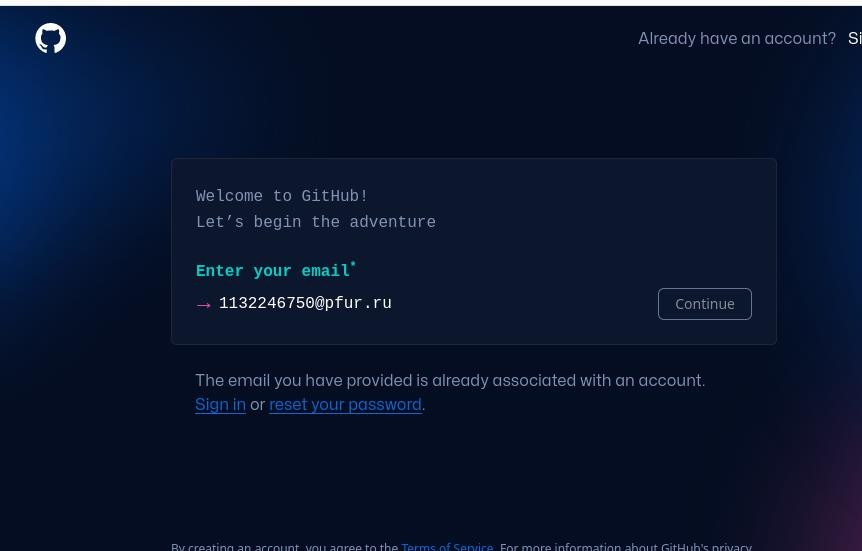 Already have an account? Si
Welcome to GitHub!
Let’s begin the adventure
Enter your email*
→ 1132246750@pfur.ru
Continue
The email you have provided is already associated with an account.
Sign in or reset your password.
By creating an account, you agree to the Terms of Service. For more information about GitHub's privacy